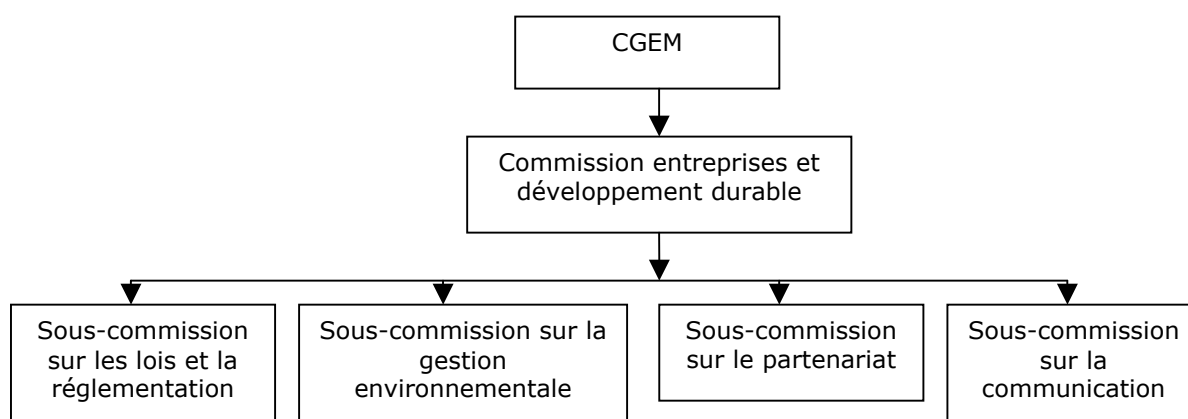 CGEM
Commission entreprises et
développement durable
Sous-commission
sur les lois et la
réglementation
Sous-commission sur la
gestion
environnementale
Sous-commission
sur le partenariat
Sous-commission
sur la
communication